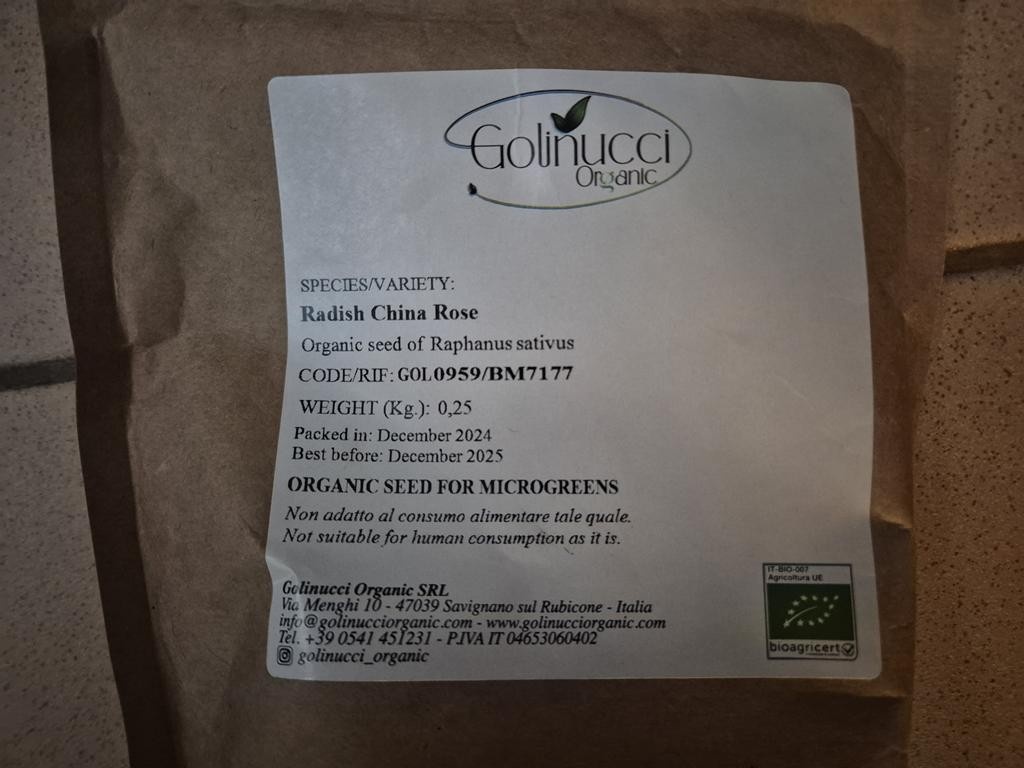 Golinucci
Organic
SPECIES/VARIETY:
Radish China Rose
Organic seed of Raphanus sativus
CODE/RIF: GOL0959/BM7177
WEIGHT (Kg.): 0,25
Packed in: December 2024
Best before: December 2025
ORGANIC SEED FOR MICROGREENS
Non adatto al consumo alimentare tale quale.
Not suitable for human consumption as it is.
Golinucci Organic SRL
Via Menghi 10 - 47039 Savignano sul Rubicone - Italia
info@golinucciorganic.com - www.golinucciorganic.com
Tel. +39 0541 451231 - P.IVA IT 04653060402
golinucci_organic
IT-BIO-007
Agricoltura UE
bioagricert